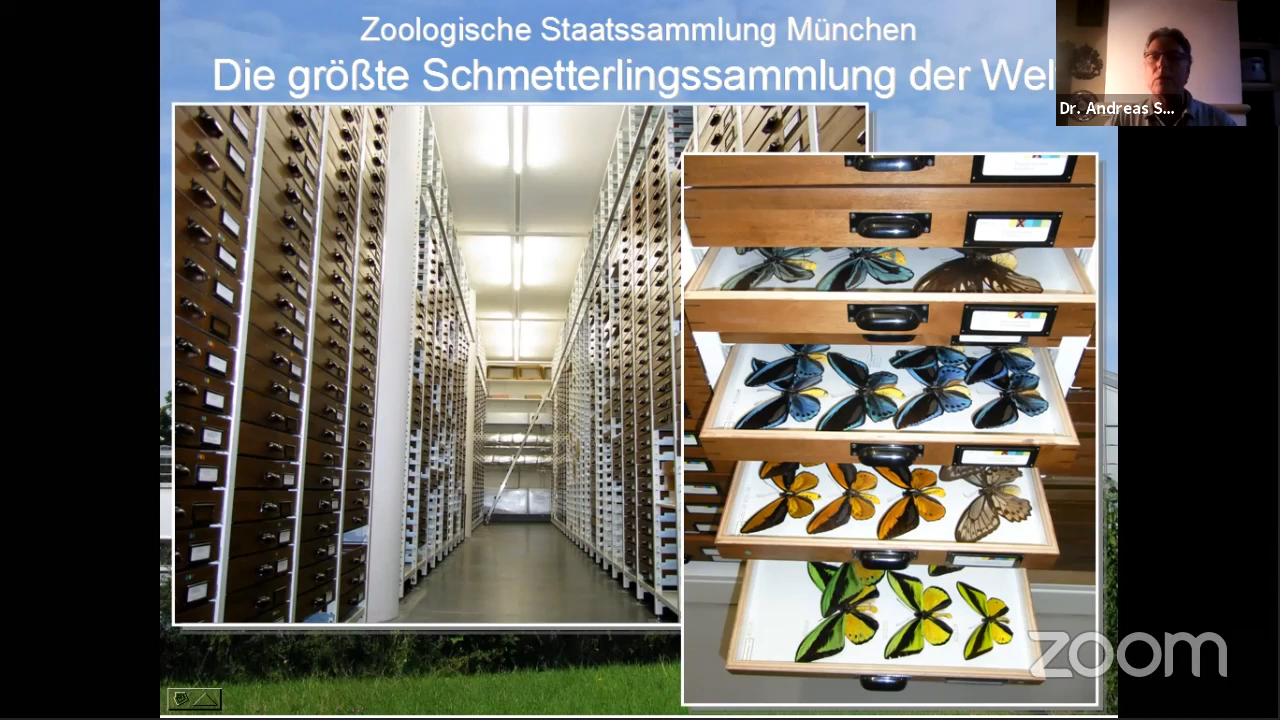 Zoologische Staatssammlung München
Die größte Schmetterlingssammlung der Wel
Dr. Andreas S...
zoom